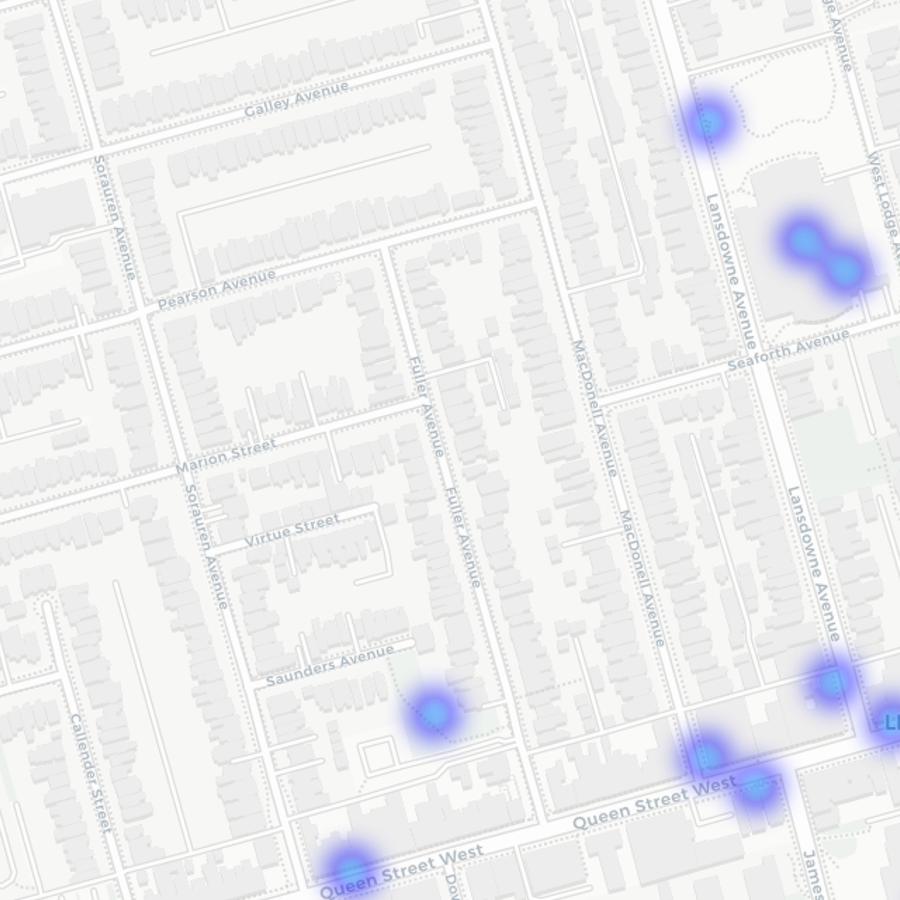 Galley Avenue
Sorauren Avenue
Pearson Avenue
Lansdowne Avenue
West Lodge
Seaforth Avenue
MacDonell Avenue
Fuller Avenue
Marion Street
Sorauren Avenue
Virtue Street
Fuller Avenue
MacDonell Avenue
Lansdowne Avenue
Saunders Avenue
Callender Street
Queen Street West
Queen Street West
James